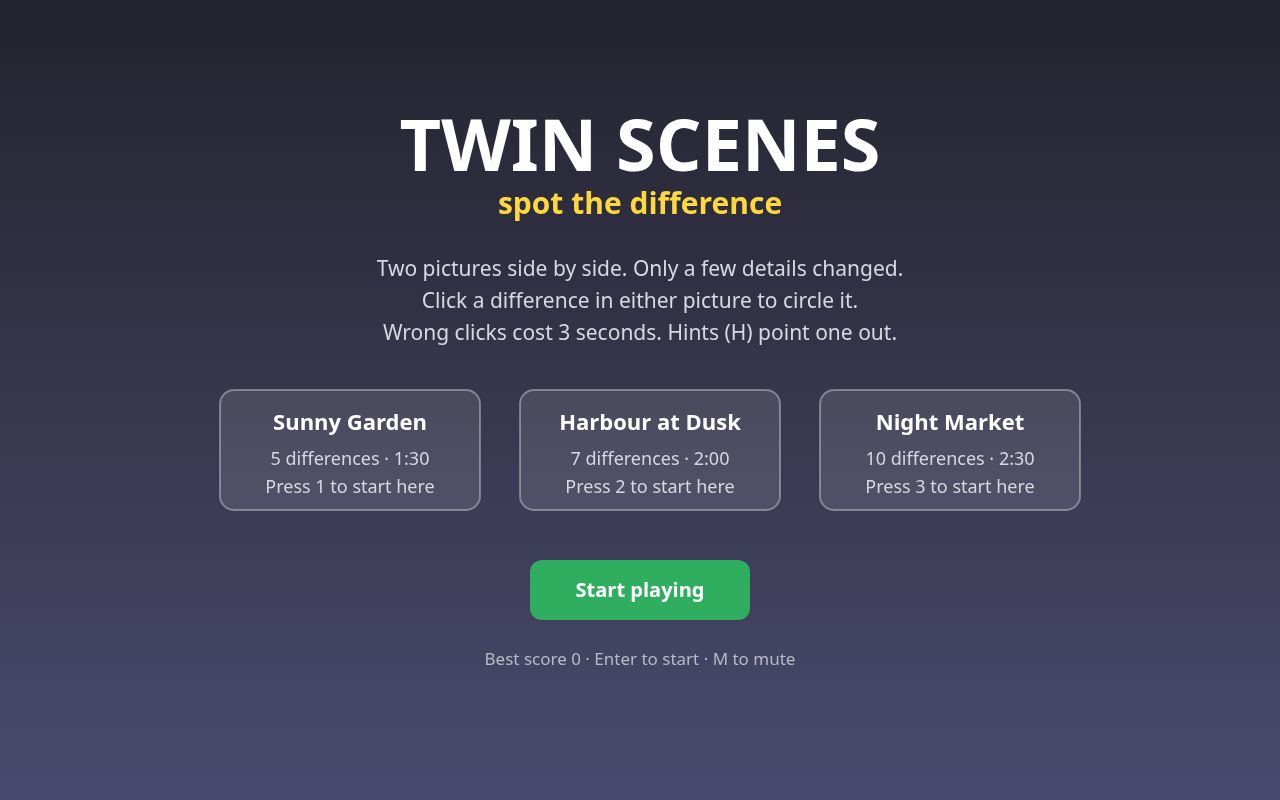 TWIN SCENES
spot the difference
Two pictures side by side. Only a few details changed.
Click a difference in either picture to circle it.
Wrong clicks cost 3 seconds. Hints (H) point one out.
Sunny Garden
5 differences · 1:30
Press 1 to start here
Harbour at Dusk
7 differences · 2:00
Press 2 to start here
Night Market
10 differences · 2:30
Press 3 to start here
Start playing
Best score 0 · Enter to start · M to mute